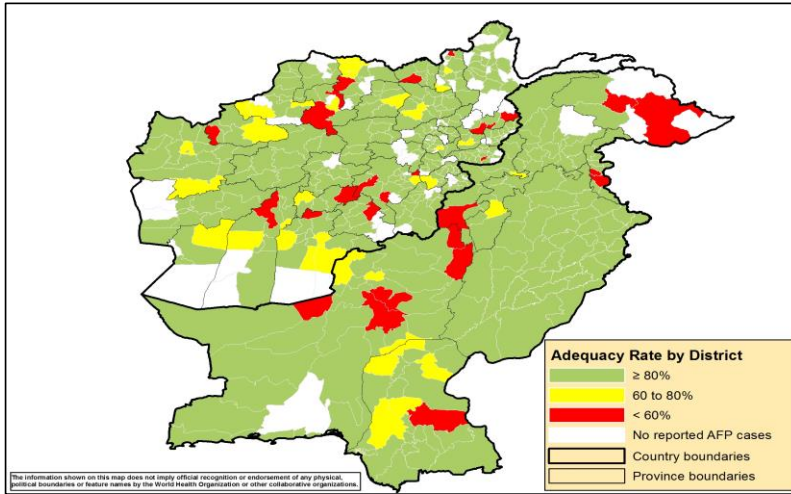 Adequacy Rate by District
≥ 80%
60 to 80%
< 60%
No reported AFP cases
Country boundaries
Province boundaries
The information shown on this map does not imply official recognition or endorsement of any physical,
political boundaries or feature names by the World Health Organization or other collaborative organizations.